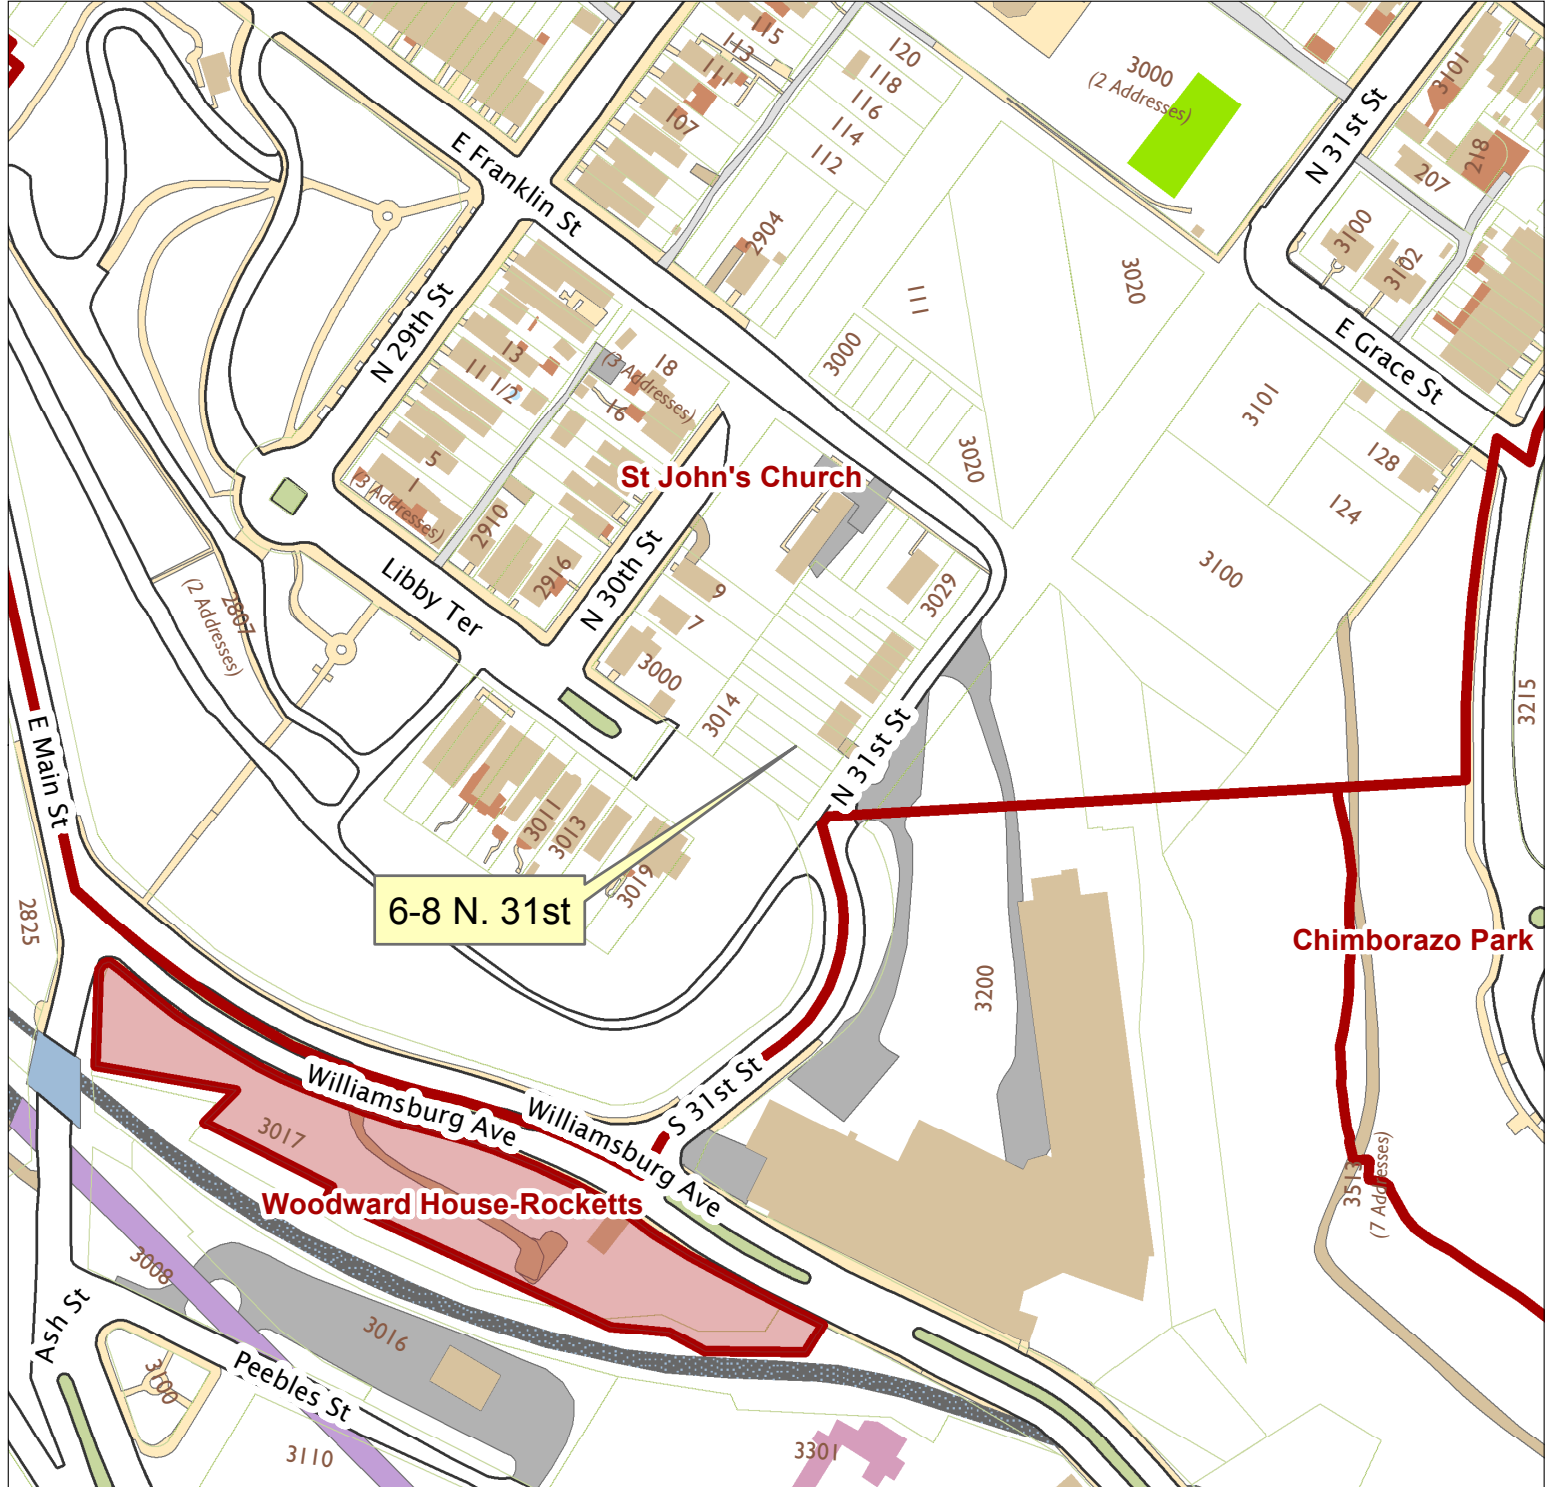 115
113
111
107
120
118
116
114
112
3000
(2 Addresses)
N 31st St
3101
218
207
3100
3102
E Franklin St
2904
111
3020
3000
E Grace St
N 29th St
13
11 1/2
18
(3 Addresses)
16
3101
3020
128
124
5
1
(3 Addresses)
St John's Church
2910
2916
3029
3100
Libby Ter
N 30th St
9
7
2807
(2 Addresses)
3000
3014
3215
E Main St
N 31st St
3011
3013
3019
6-8 N. 31st
2825
Chimborazo Park
3200
Williamsburg Ave
Williamsburg Ave
S 31st St
3017
3513
(7 Addresses)
Woodward House-Rocketts
3008
3016
Ash St
3100
Peebles St
3110
3301